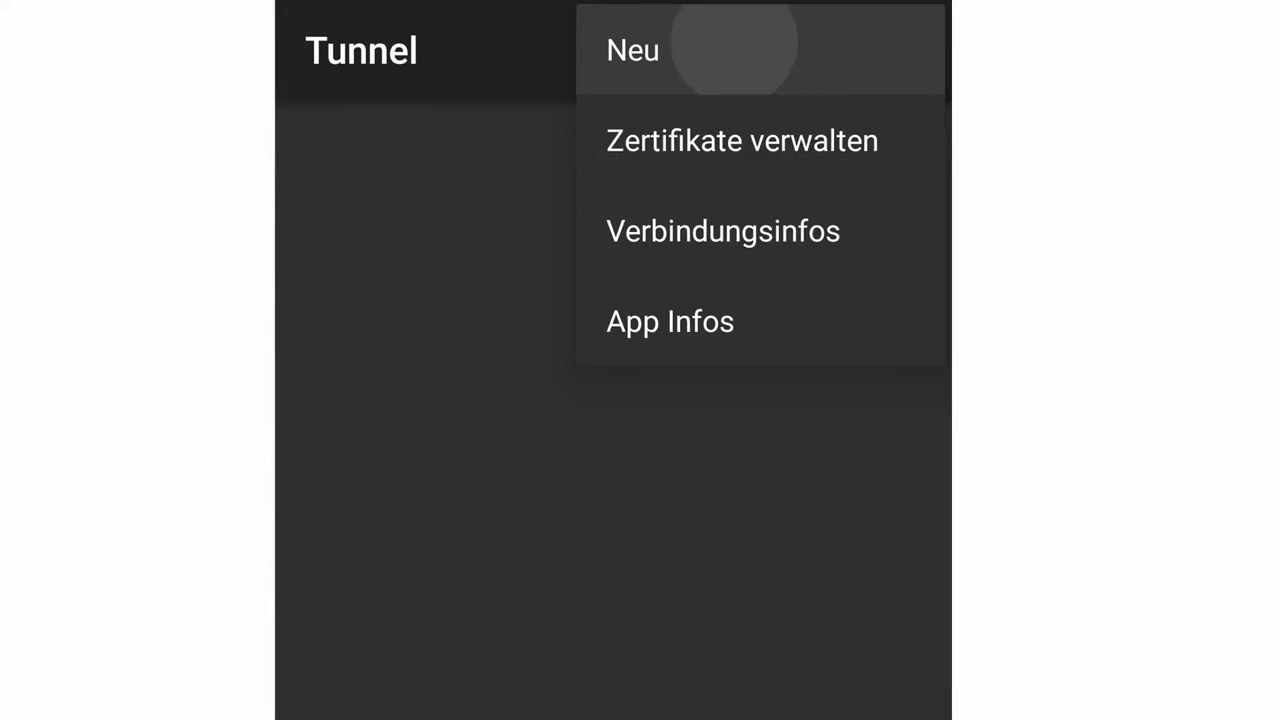 Tunnel
Neu
Zertifikate verwalten
Verbindungsinfos
App Infos